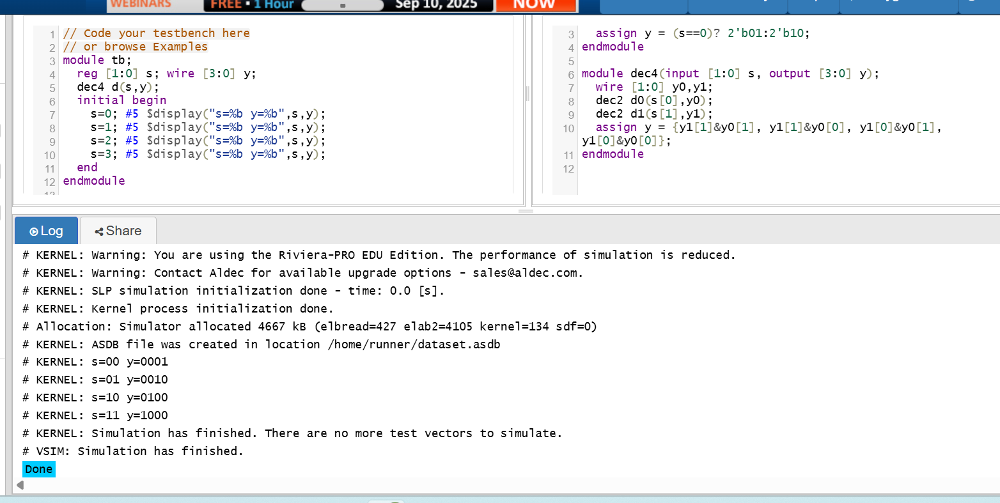 WEBINARS
FREE • 1 Hour
Sep 10, 2025
NOW
1 // Code your testbench here
2 // or browse Examples
3 module tb;
4 reg [1:0] s; wire [3:0] y;
5 dec4 d(s,y);
6 initial begin
7 s=0; #5 $display("s=%b y=%b",s,y);
8 s=1; #5 $display("s=%b y=%b",s,y);
9 s=2; #5 $display("s=%b y=%b",s,y);
10 s=3; #5 $display("s=%b y=%b",s,y);
11 end
12 endmodule
3 assign y = (s==0)? 2'b01:2'b10;
4 endmodule
5
6 module dec4(input [1:0] s, output [3:0] y);
7 wire [1:0] y0,y1;
8 dec2 d0(s[0],y0);
9 dec2 d1(s[1],y1);
10 assign y = {y1[1]&y0[1], y1[1]&y0[0], y1[0]&y0[1],
y1[0]&y0[0]};
11 endmodule
12
Log
Share
# KERNEL: Warning: You are using the Riviera-PRO EDU Edition. The performance of simulation is reduced.
# KERNEL: Warning: Contact Aldec for available upgrade options - sales@aldec.com.
# KERNEL: SLP simulation initialization done - time: 0.0 [s].
# KERNEL: Kernel process initialization done.
# Allocation: Simulator allocated 4667 kB (elbread=427 elab2=4105 kernel=134 sdf=0)
# KERNEL: ASDB file was created in location /home/runner/dataset.asdb
# KERNEL: s=00 y=0001
# KERNEL: s=01 y=0010
# KERNEL: s=10 y=0100
# KERNEL: s=11 y=1000
# KERNEL: Simulation has finished. There are no more test vectors to simulate.
# VSIM: Simulation has finished.
Done